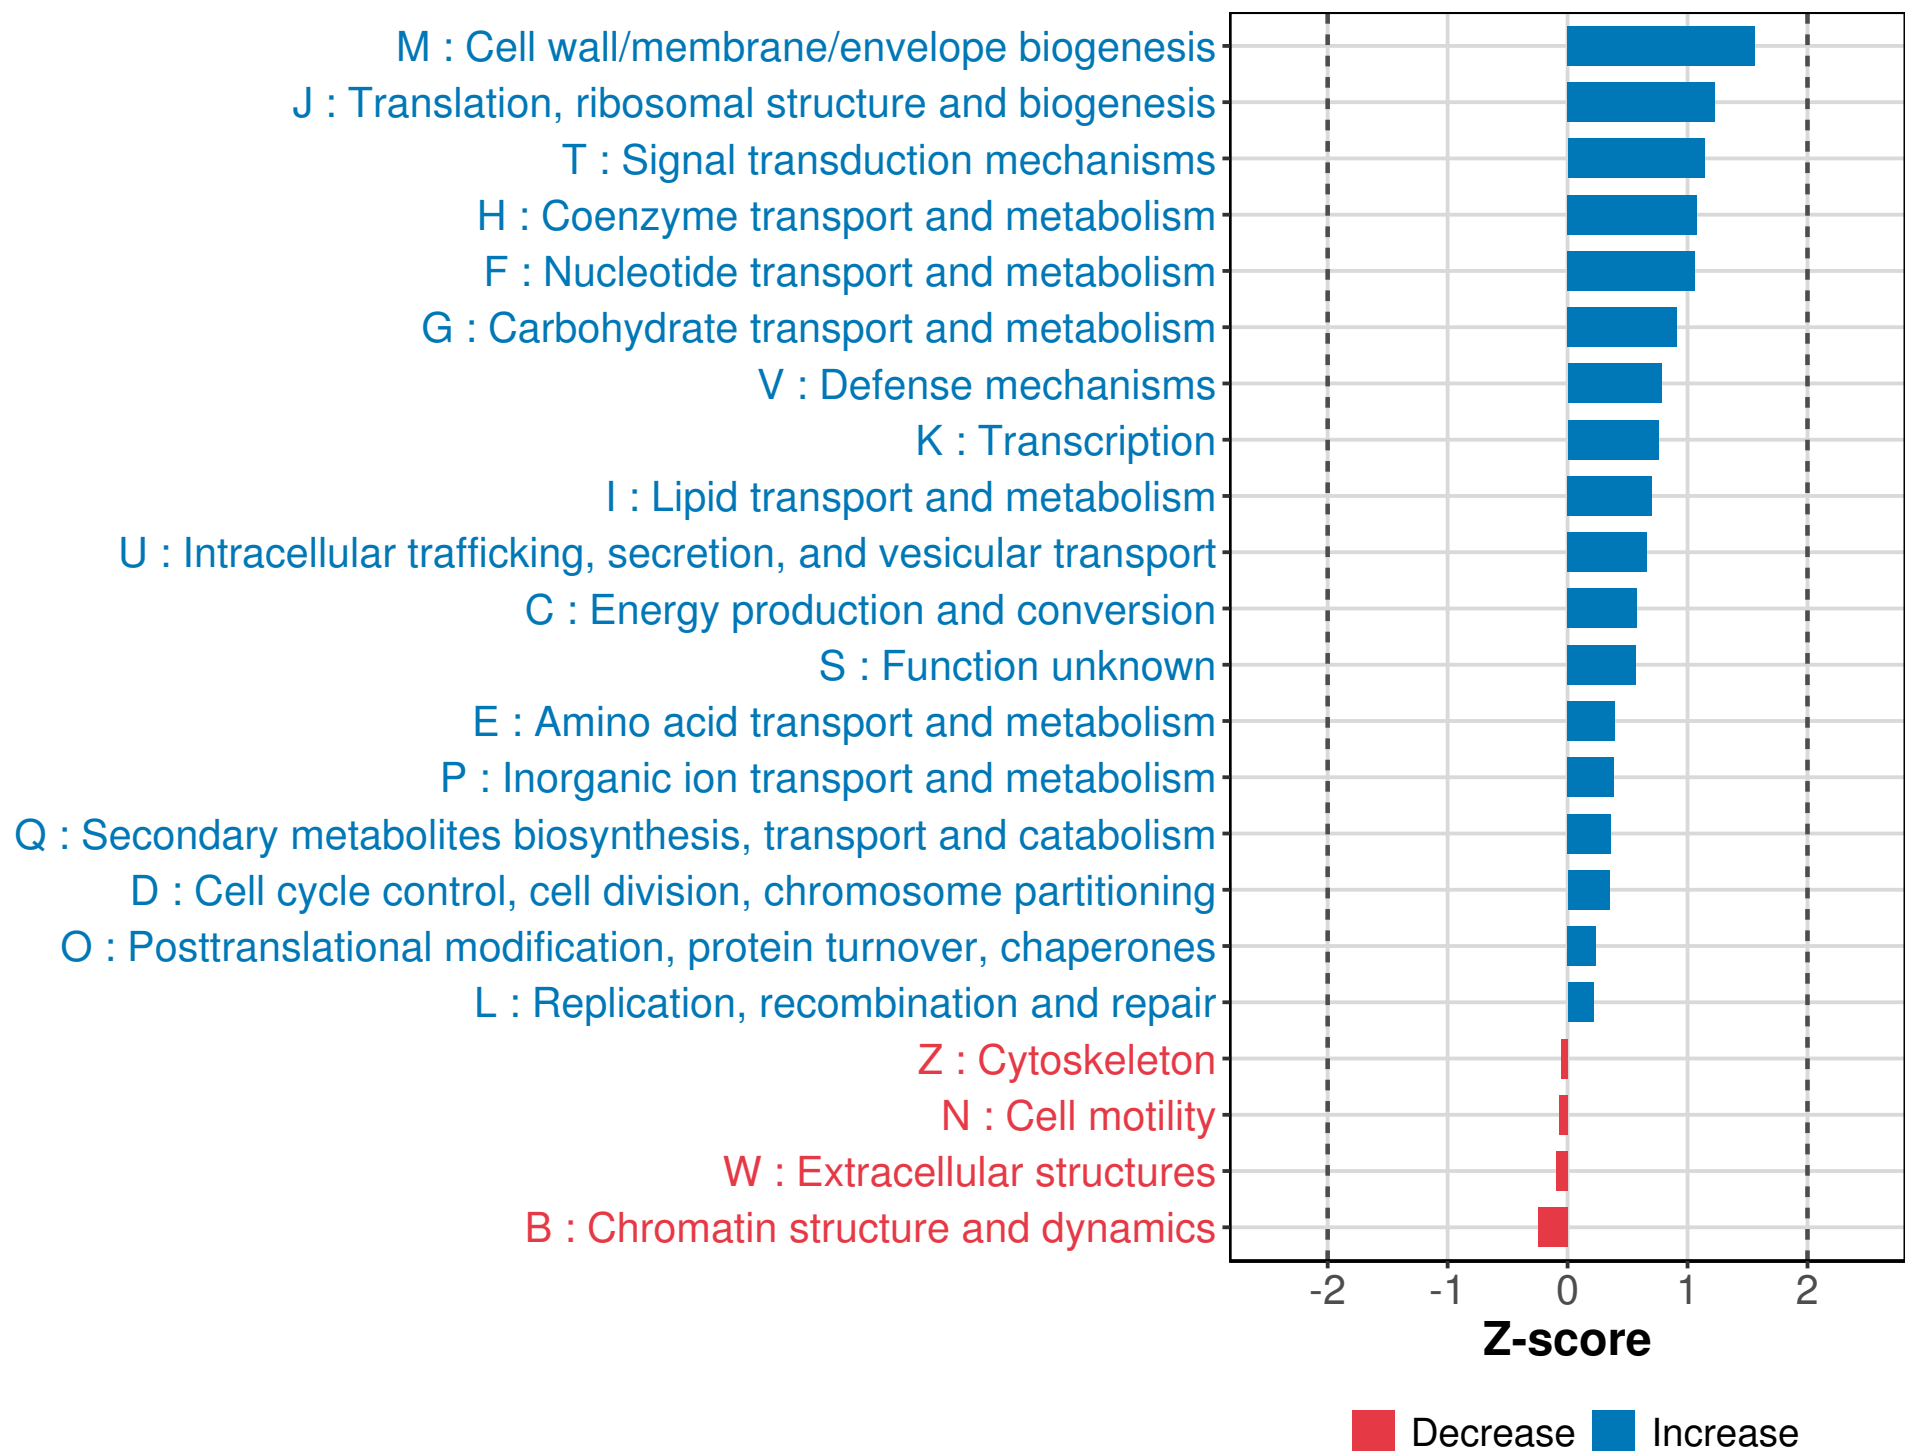 M : Cell wall/membrane/envelope biogenesis
J : Translation, ribosomal structure and biogenesis
T : Signal transduction mechanisms
H : Coenzyme transport and metabolism
F : Nucleotide transport and metabolism
G : Carbohydrate transport and metabolism
V : Defense mechanisms
K : Transcription
I : Lipid transport and metabolism
U : Intracellular trafficking, secretion, and vesicular transport
C : Energy production and conversion
S : Function unknown
E : Amino acid transport and metabolism
P : Inorganic ion transport and metabolism
Q : Secondary metabolites biosynthesis, transport and catabolism
D : Cell cycle control, cell division, chromosome partitioning
O : Posttranslational modification, protein turnover, chaperones
L : Replication, recombination and repair
Z : Cytoskeleton
N : Cell motility
W : Extracellular structures
B : Chromatin structure and dynamics
-2 -1 0 1 2
Z-score
Decrease Increase